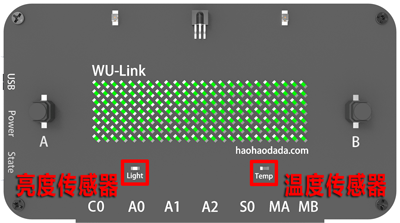 WU-Link
USB
Power
State
A
B
haohaodada.com
Light
Temp
亮度传感器
温度传感器
C0 A0 A1 A2 S0 MA MB